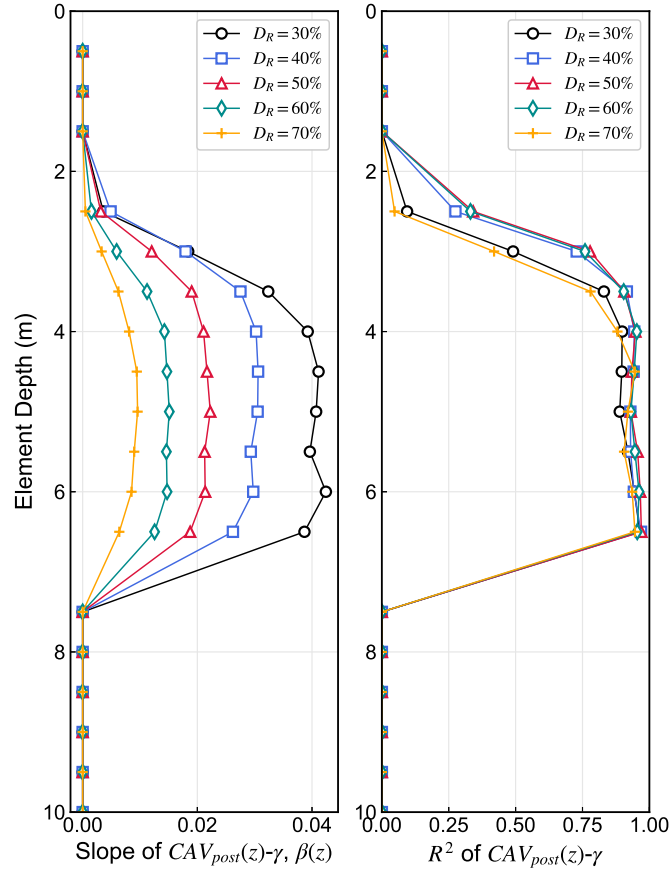 0
2
4
6
8
10
Element Depth (m)
D_R = 30%
D_R = 40%
D_R = 50%
D_R = 60%
D_R = 70%
0.00 0.02 0.04
Slope of CAV_post(z)-γ, β(z)
D_R = 30%
D_R = 40%
D_R = 50%
D_R = 60%
D_R = 70%
0
2
4
6
8
10
0.00 0.25 0.50 0.75 1.00
R² of CAV_post(z)-γ